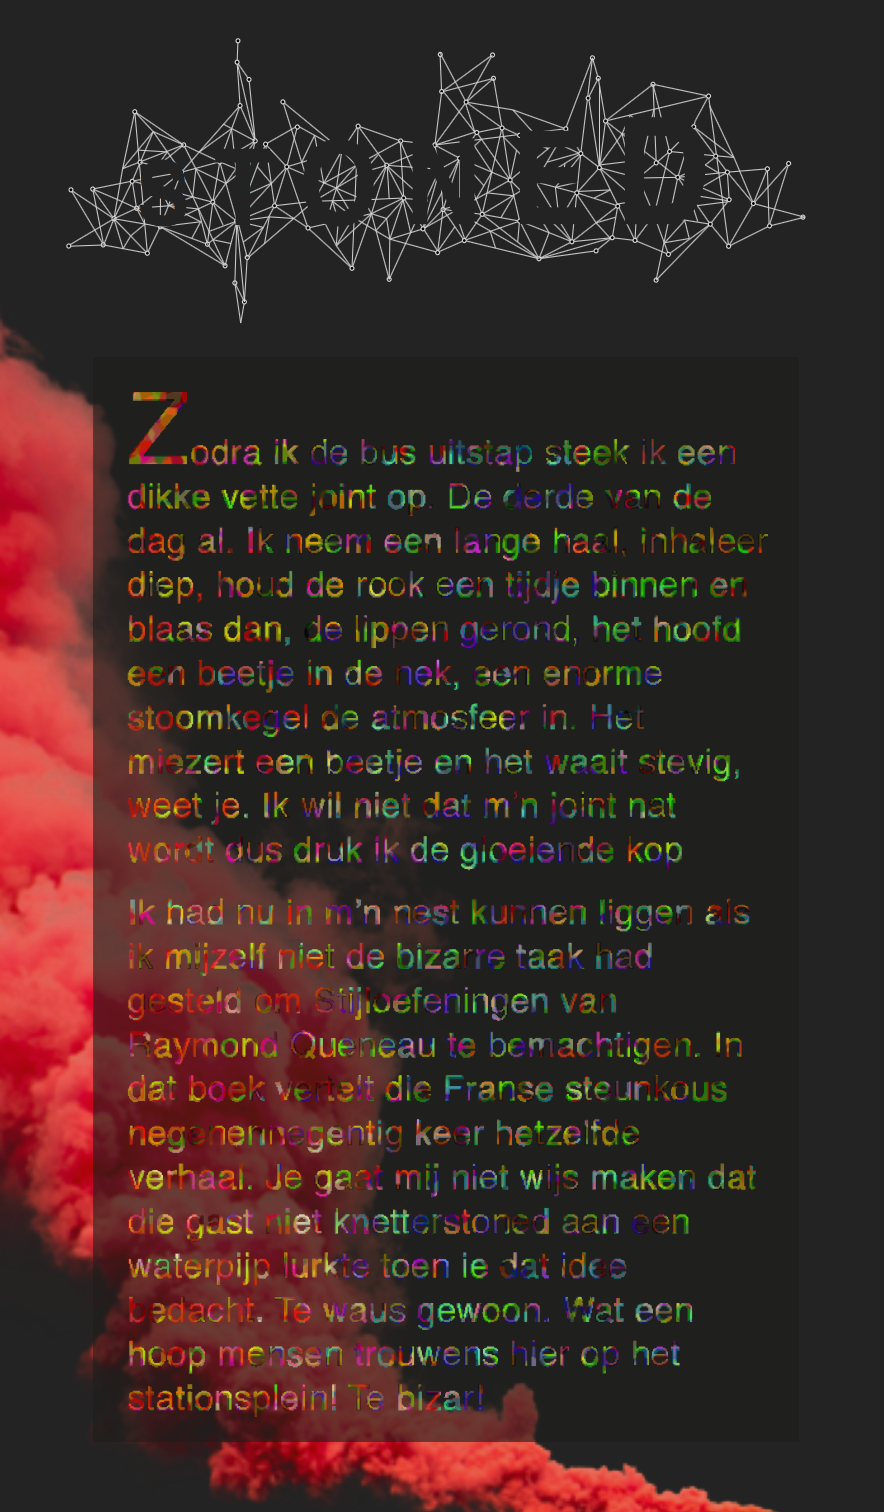 STONED
Zodra ik de bus uitstap steek ik een
dikke vette joint op. De derde van de
dag al. Ik neem een lange haal, inhaleer
diep, houd de rook een tijdje binnen en
blaas dan, de lippen gerond, het hoofd
een beetje in de nek, een enorme
stoomkegel de atmosfeer in. Het
miezert een beetje en het waait stevig,
weet je. Ik wil niet dat m'n joint nat
wordt dus druk ik de gloeiende kop
Ik had nu in m'n nest kunnen liggen als
ik mijzelf niet de bizarre taak had
gesteld om Stijloefeningen van
Raymond Queneau te bemachtigen. In
dat boek vertelt die Franse steunkous
negenennegentig keer hetzelfde
verhaal. Je gaat mij niet wijs maken dat
die gast niet knetterstoned aan een
waterpijp lurkte toen ie dat idee
bedacht. Te waus gewoon. Wat een
hoop mensen trouwens hier op het
stationsplein! Te bizar!